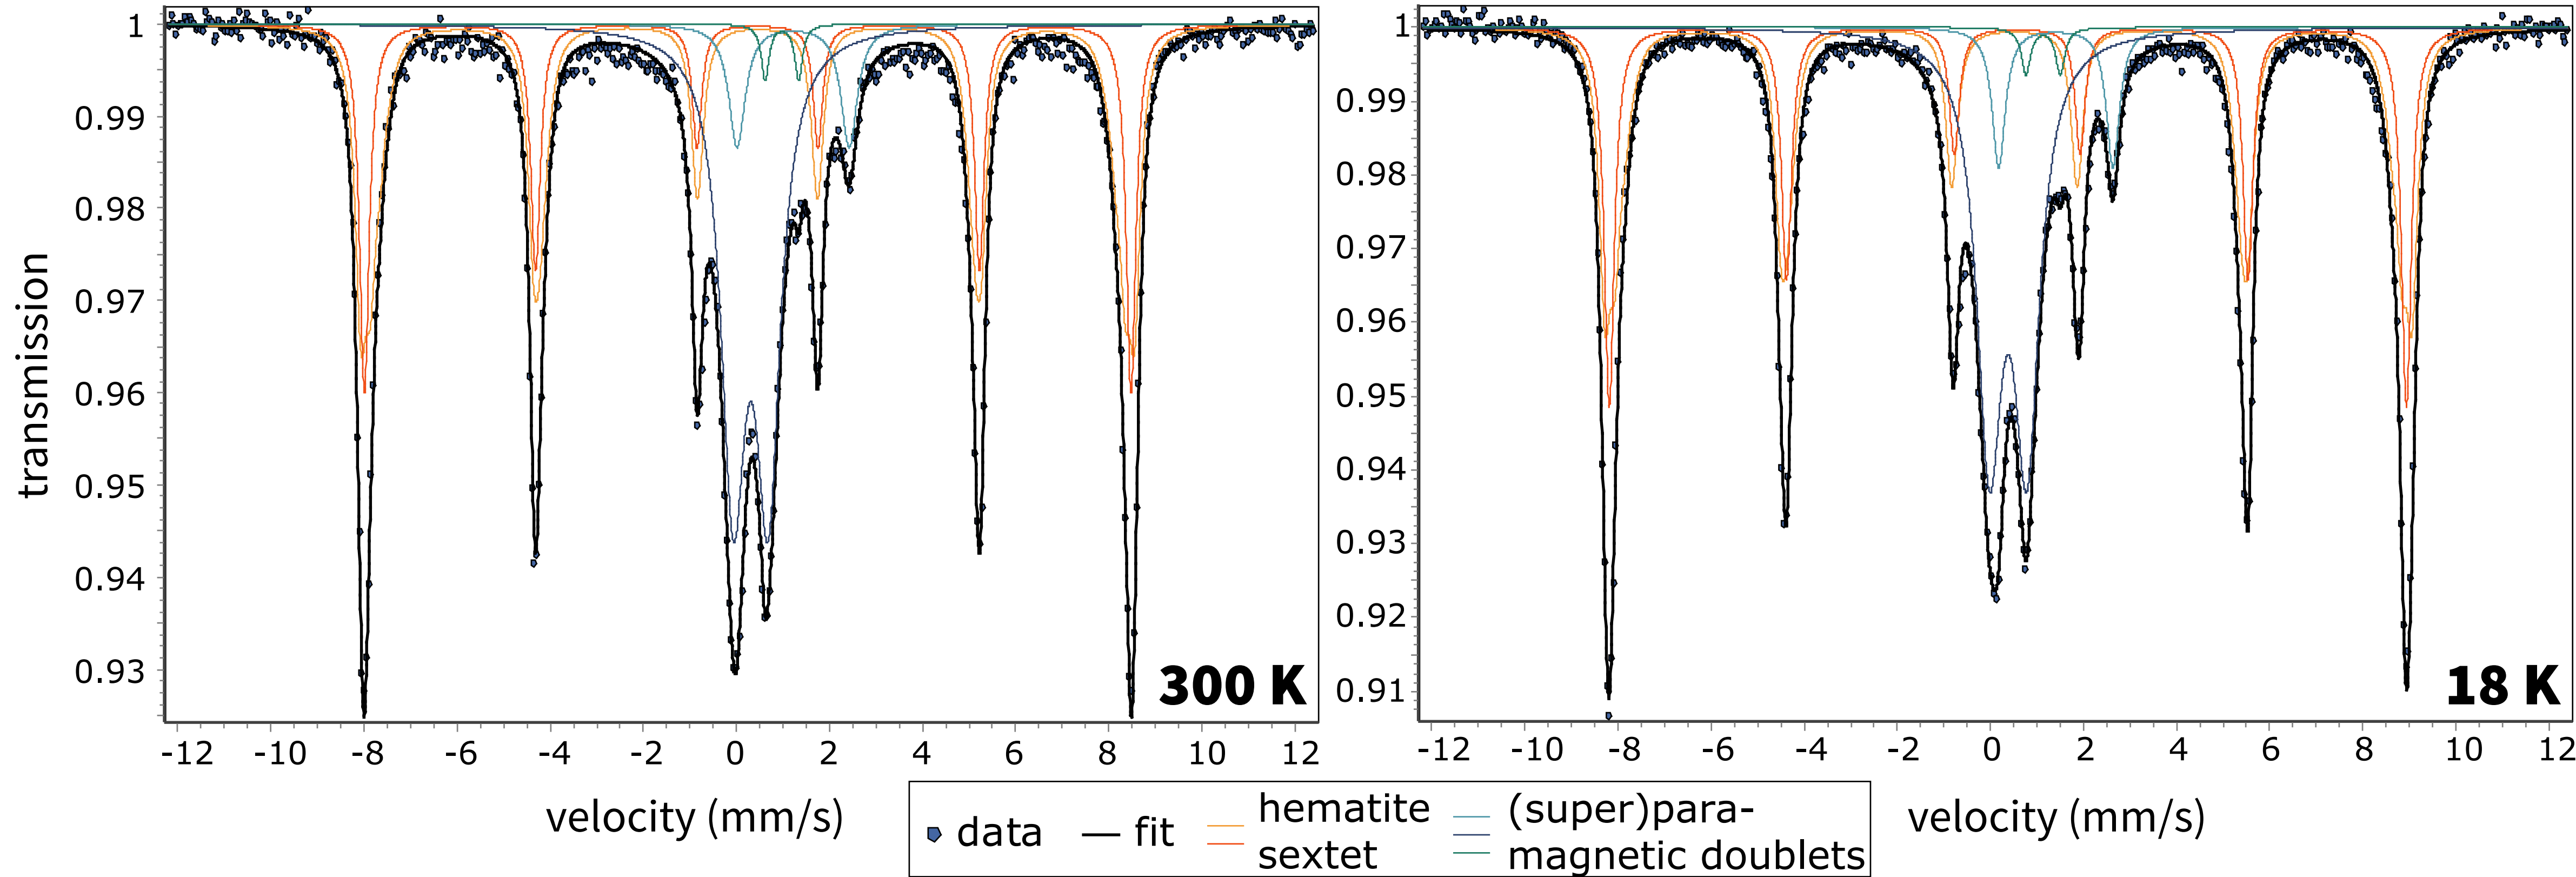 transmission
1
0.99
0.98
0.97
0.96
0.95
0.94
0.93
300 K
-12 -10 -8 -6 -4 -2 0 2 4 6 8 10 12
velocity (mm/s)
1
0.99
0.98
0.97
0.96
0.95
0.94
0.93
0.92
0.91
18 K
-12 -10 -8 -6 -4 -2 0 2 4 6 8 10 12
velocity (mm/s)
data
fit
hematite
sextet
(super)para-
magnetic doublets